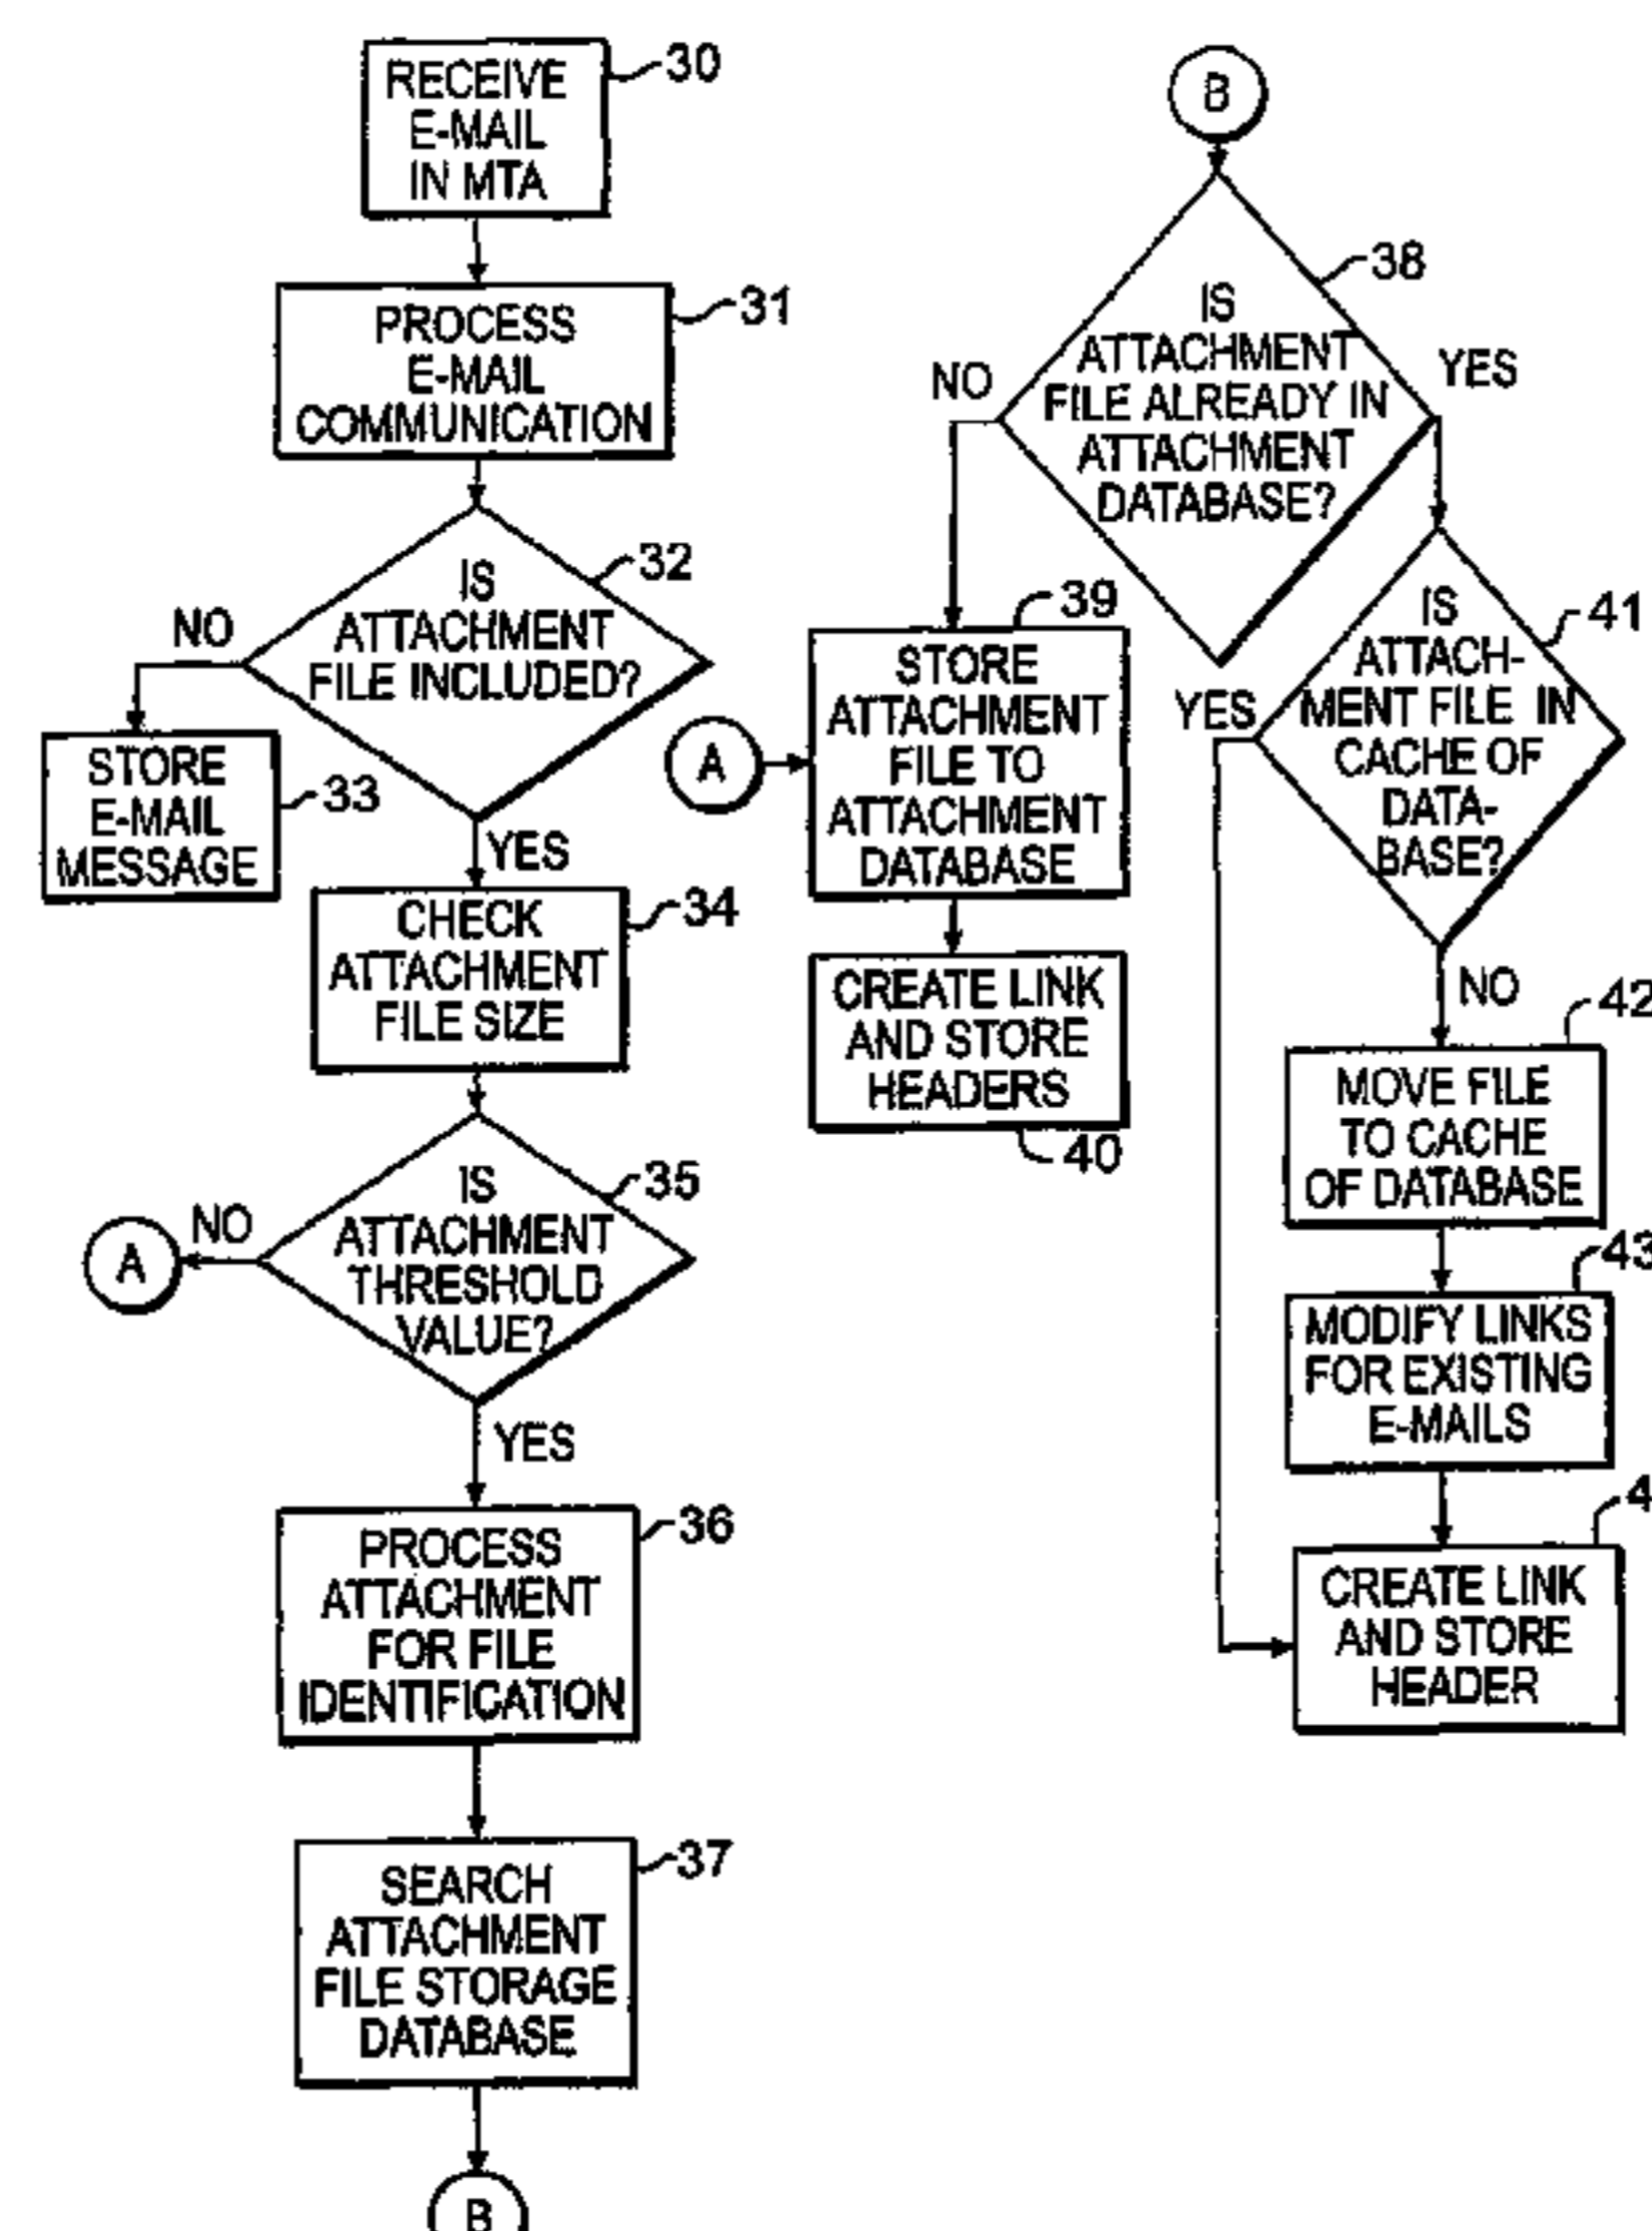 RECEIVE
E-MAIL
IN MTA
30
PROCESS
E-MAIL
COMMUNICATION
31
IS
ATTACHMENT
FILE INCLUDED?
32
NO
STORE
E-MAIL
MESSAGE
33
YES
CHECK
ATTACHMENT
FILE SIZE
34
IS
ATTACHMENT
THRESHOLD
VALUE?
35
NO
A
YES
PROCESS
ATTACHMENT
FOR FILE
IDENTIFICATION
36
SEARCH
ATTACHMENT
FILE STORAGE
DATABASE
37
B
B
IS
ATTACHMENT
FILE ALREADY IN
ATTACHMENT
DATABASE?
38
NO
YES
A
STORE
ATTACHMENT
FILE TO
ATTACHMENT
DATABASE
39
CREATE LINK
AND STORE
HEADERS
40
IS
ATTACH-
MENT FILE IN
CACHE OF
DATA-
BASE?
41
YES
NO
MOVE FILE
TO CACHE
OF DATABASE
42
MODIFY LINKS
FOR EXISTING
E-MAILS
43
CREATE LINK
AND STORE
HEADER